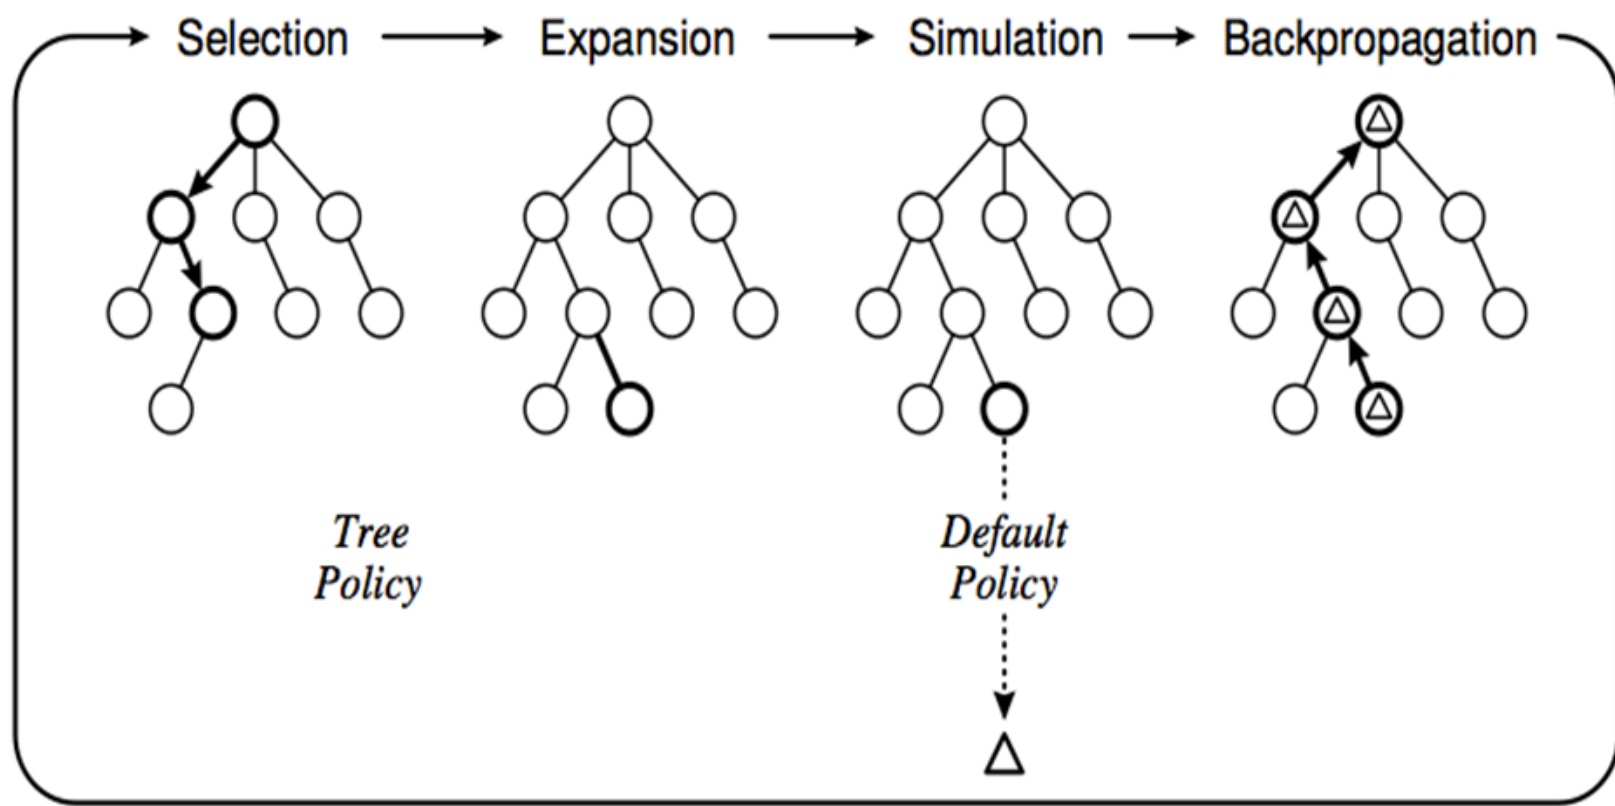 Selection Expansion Simulation Backpropagation
Tree
Policy
Default
Policy